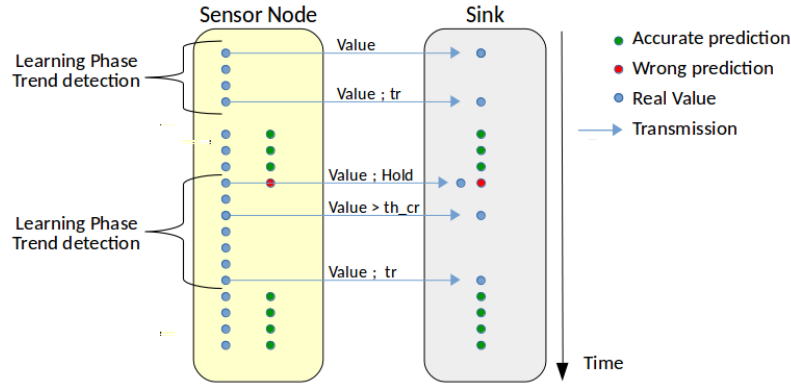 Sensor Node
Sink
Learning Phase
Trend detection
Value
Value ; tr
Value ; Hold
Value > th_cr
Learning Phase
Trend detection
Value ; tr
Accurate prediction
Wrong prediction
Real Value
Transmission
Time